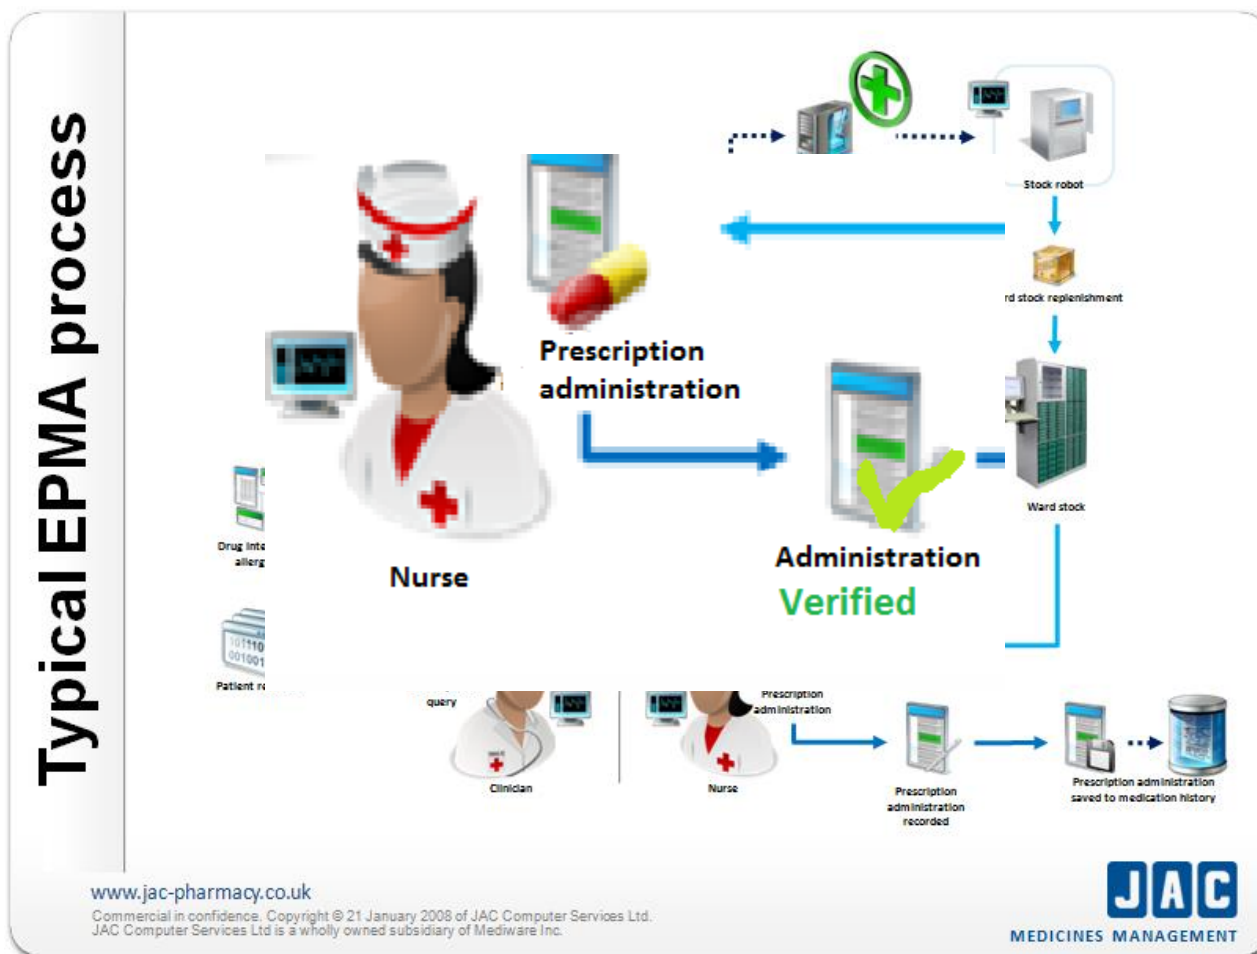 Typical EPMA process
Stock robot
rd stock replenishment
Prescription
administration
Ward stock
Drug inte
allerg
Nurse
Administration
Verified
Patient re
query
Clinician
Nurse
Prescription
administration
Prescription
administration
recorded
Prescription administration
saved to medication history
www.jac-pharmacy.co.uk
Commercial in confidence. Copyright © 21 January 2008 of JAC Computer Services Ltd.
JAC Computer Services Ltd is a wholly owned subsidiary of Mediware Inc.
JAC
MEDICINES MANAGEMENT